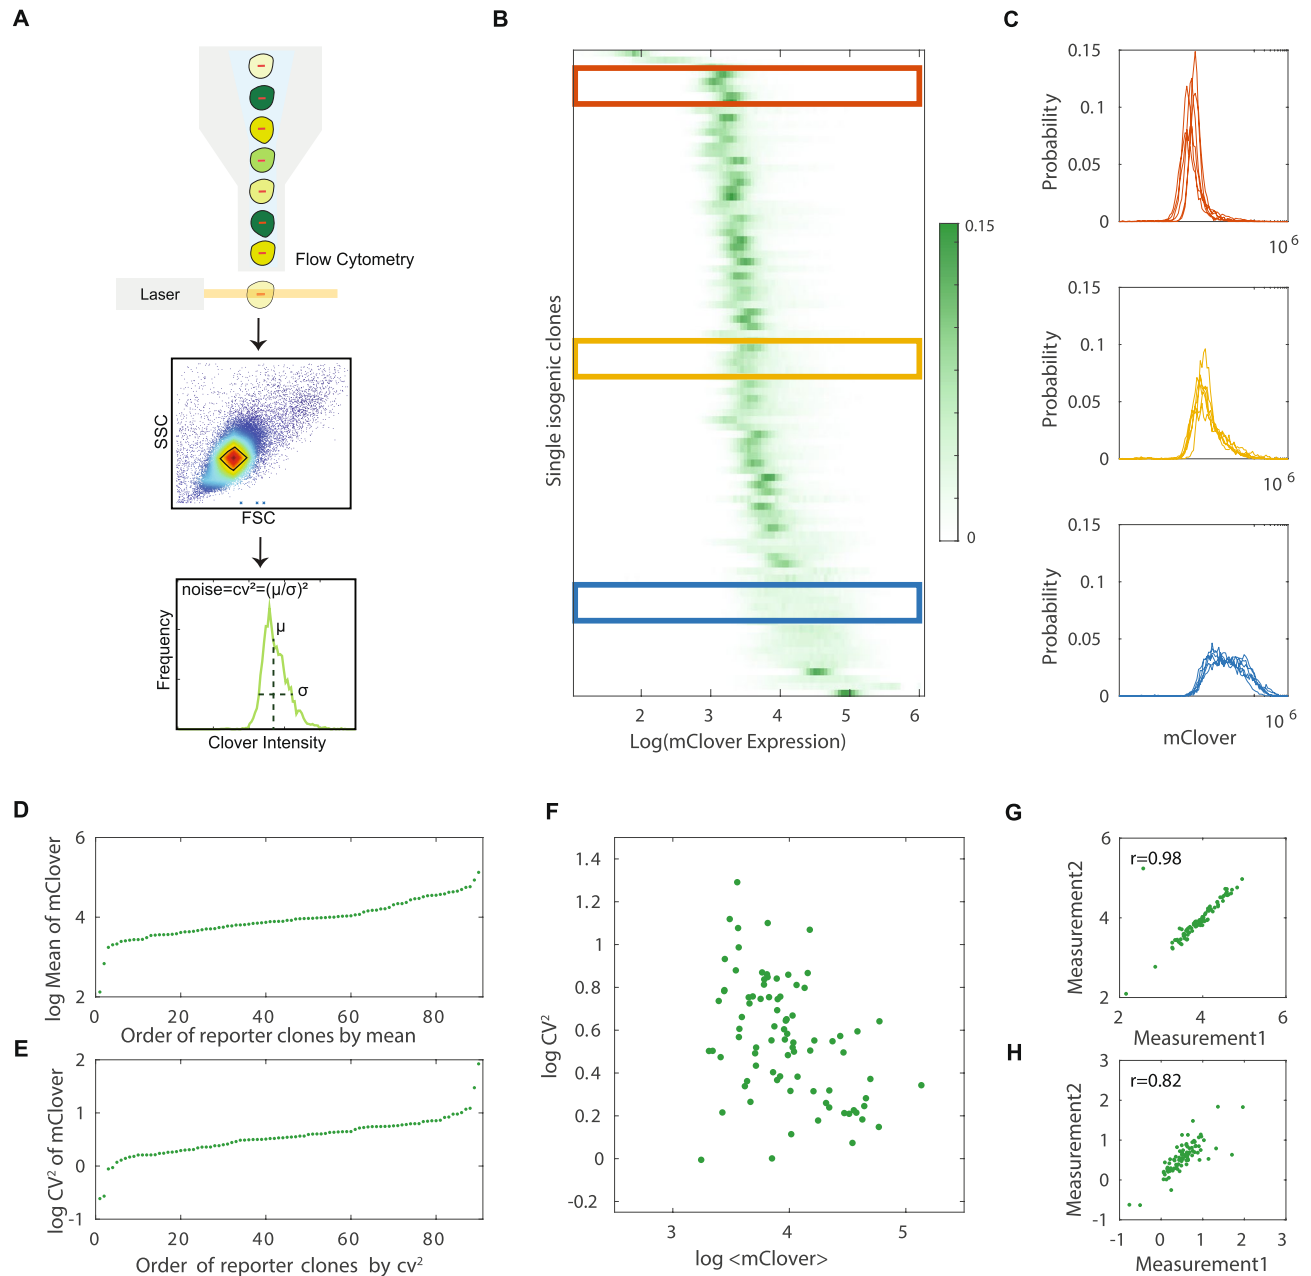 A
Flow Cytometry
Laser
SSC
FSC
noise=cv²=(μ/σ)²
μ
σ
Frequency
Clover Intensity
B
Single isogenic clones
2 3 4 5 6
Log(mClover Expression)
0.15
0
C
Probability
0.15
0.1
0.05
0
10 6
Probability
0.15
0.1
0.05
0
10 6
Probability
0.15
0.1
0.05
0
10 6
mClover
D
log Mean of mClover
6
4
2
0 20 40 60 80
Order of reporter clones by mean
E
log CV² of mClover
2
1
0
-1
0 20 40 60 80
Order of reporter clones by cv²
F
log CV²
1.4
1.2
1
0.8
0.6
0.4
0.2
0
-0.2
3 4 5
log <mClover>
G
Measurement2
6
4
2
r=0.98
2 4 6
Measurement1
H
Measurement2
3
2
1
0
-1
r=0.82
-1 0 1 2 3
Measurement1